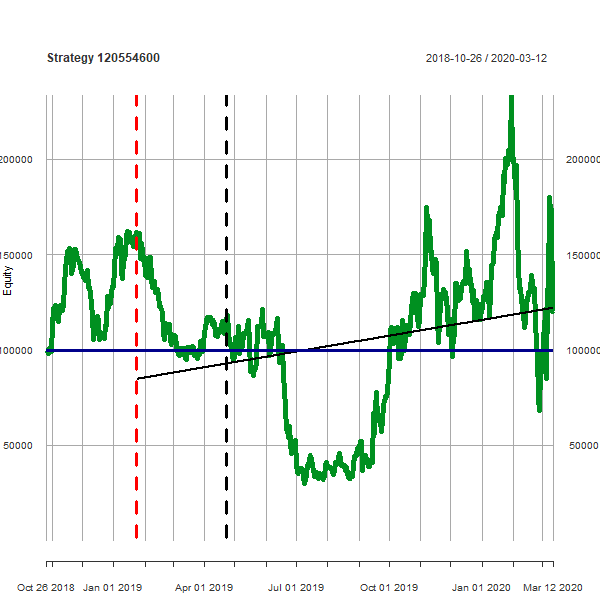 Strategy 120554600
2018-10-26 / 2020-03-12
200000
200000
150000
150000
Equity
100000
100000
50000
50000
Oct 26 2018
Jan 01 2019
Apr 01 2019
Jul 01 2019
Oct 01 2019
Jan 01 2020
Mar 12 2020